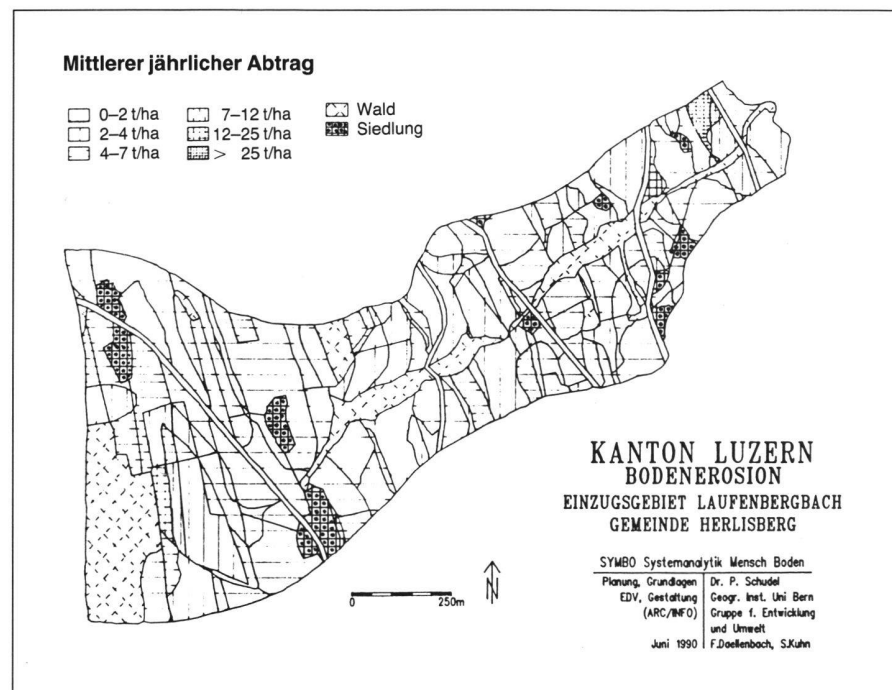 Mittlerer jährlicher Abtrag
0–2 t/ha
2–4 t/ha
4–7 t/ha
7–12 t/ha
12–25 t/ha
> 25 t/ha
Wald
Siedlung
KANTON LUZERN
BODENEROSION
EINZUGSGEBIET LAUFENBERGBACH
GEMEINDE HERLISBERG
SYMBO Systemanalytik Mensch Boden
Planung, Grundlagen Dr. P. Schudel
EDV, Gestaltung Geogr. Inst. Uni Bern
(ARC/INFO) Gruppe f. Entwicklung
und Umwelt
Juni 1990 F.Daellenbach, S.Kuhn
0 250m
N